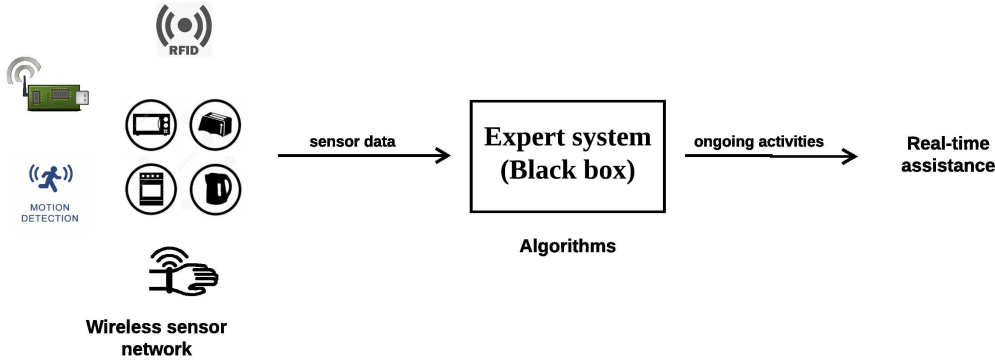 RFID
MOTION
DETECTION
Wireless sensor
network
sensor data
Expert system
(Black box)
Algorithms
ongoing activities
Real-time
assistance